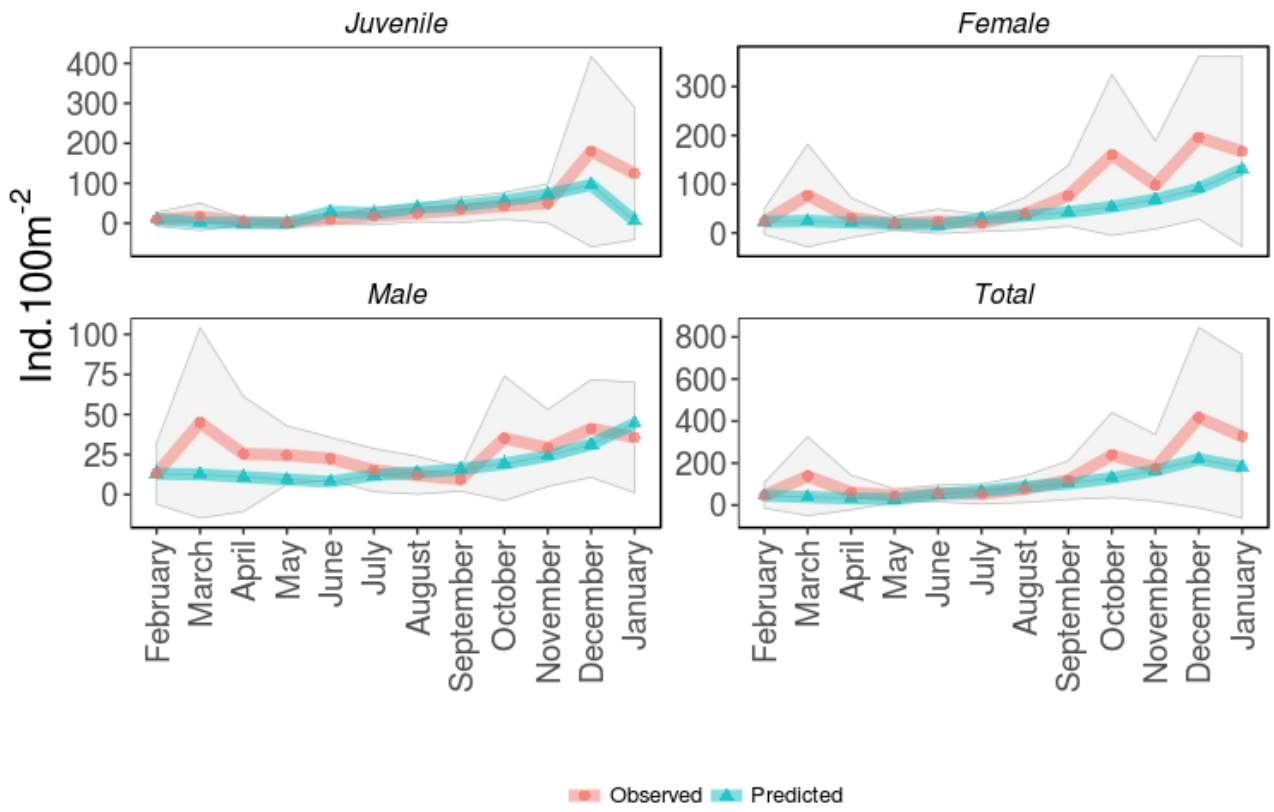 Juvenile
Female
400
300
200
100
0
300
200
100
0
Ind.100m⁻²
Male
Total
100
75
50
25
0
800
600
400
200
0
February
March
April
May
June
July
August
September
October
November
December
January
February
March
April
May
June
July
August
September
October
November
December
January
Observed Predicted